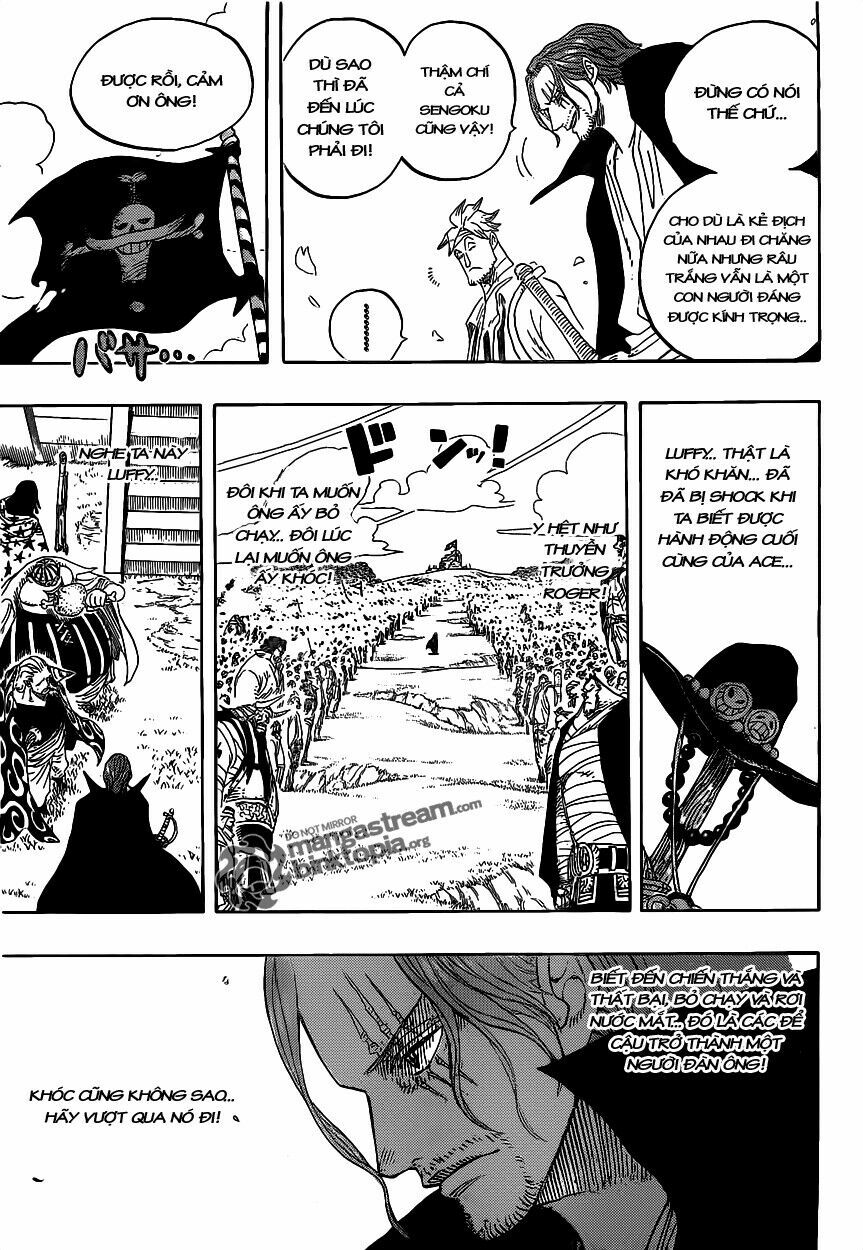 ĐỪNG CÓ NÓI
THẾ CHỨ...
CHO DÙ LÀ KẺ ĐỊCH
CỦA NHAU ĐI CHĂNG
NỮA NHƯNG RÂU
TRẮNG VẪN LÀ MỘT
CON NGƯỜI ĐÁNG
ĐƯỢC KÍNH TRỌNG..
THẬM CHÍ
CẢ
SENGOKU
CŨNG VẬY!
DÙ SAO
THÌ ĐÃ
ĐẾN LÚC
CHÚNG TÔI
PHẢI ĐI!
ĐƯỢC RỒI, CẢM
ƠN ÔNG!
バサ...
LUFFY.. THẬT LÀ
KHÓ KHĂN... ĐÃ
ĐÃ BỊ SHOCK KHI
TA BIẾT ĐƯỢC
HÀNH ĐỘNG CUỐI
CÙNG CỦA ACE...
ドン!
Y HỆT NHƯ
THUYỀN
TRƯỞNG
ROGER!
ĐÔI KHI TA MUỐN
ÔNG ẤY BỎ
CHẠY.. ĐÔI LÚC
LẠI MUỐN ÔNG
ẤY KHÓC!
DO NOT MIRROR
mangastream.com
binktopia.org
NGHE TA NÀY
LUFFY...
BIẾT ĐẾN CHIẾN THẮNG VÀ
THẤT BẠI, BỎ CHẠY VÀ RƠI
NƯỚC MẮT.. ĐÓ LÀ CÁC ĐỂ
CẬU TRỞ THÀNH MỘT
NGƯỜI ĐÀN ÔNG!
KHÓC CŨNG KHÔNG SAO...
HÃY VƯỢT QUA NÓ ĐI!